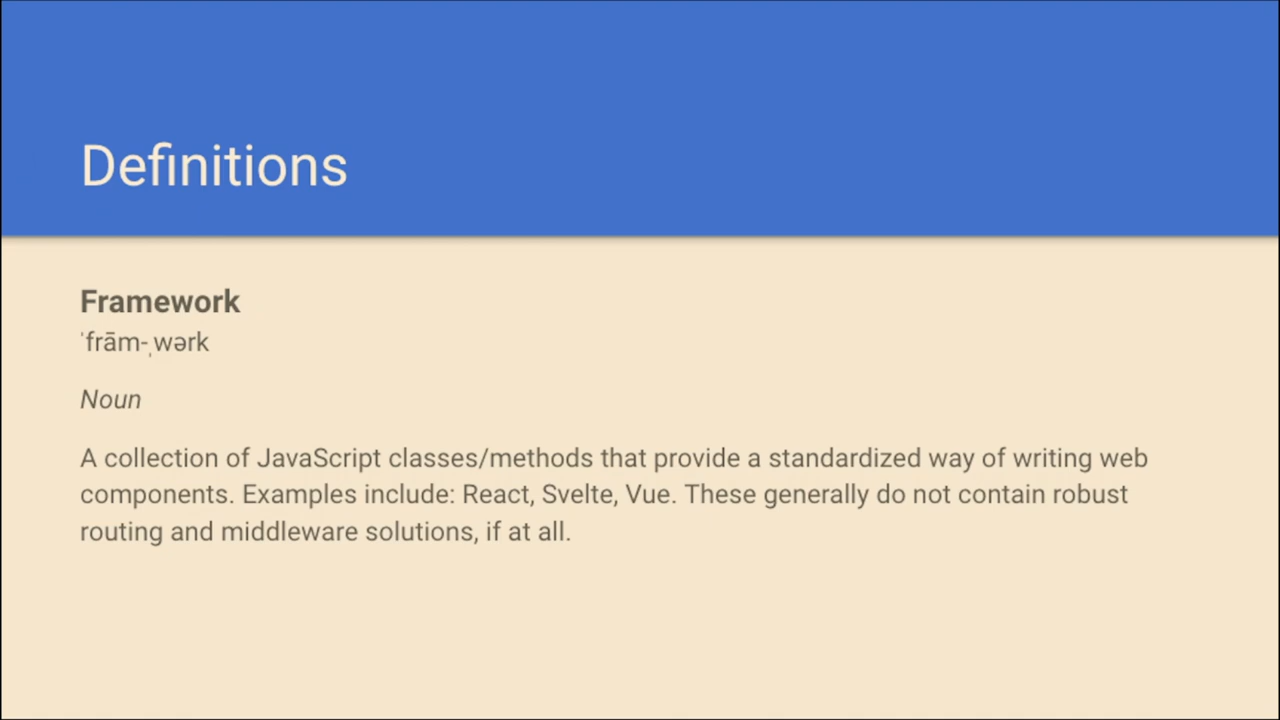 Definitions
Framework
ˈfrām-ˌwərk
Noun
A collection of JavaScript classes/methods that provide a standardized way of writing web
components. Examples include: React, Svelte, Vue. These generally do not contain robust
routing and middleware solutions, if at all.